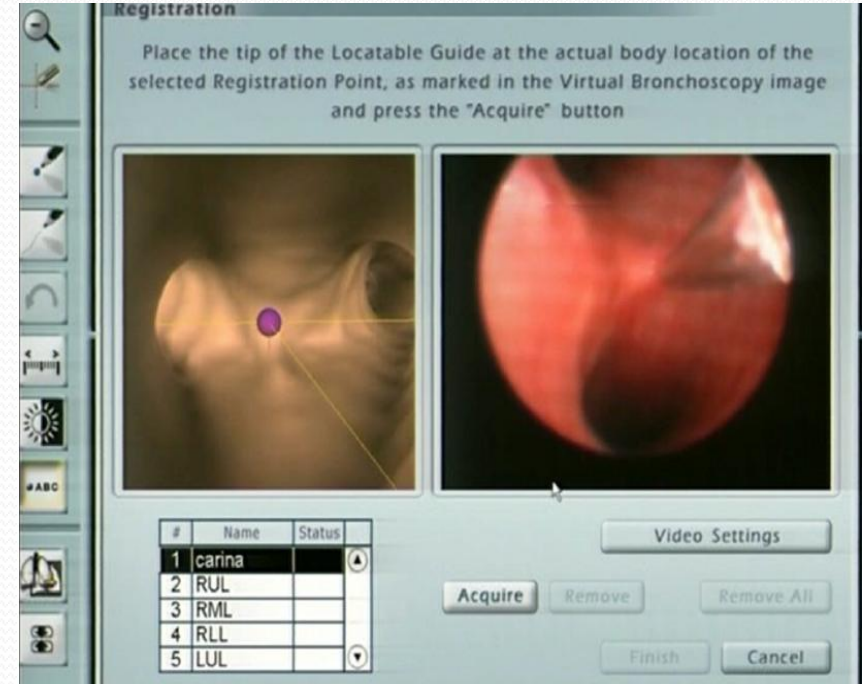 Registration
Place the tip of the Locatable Guide at the actual body location of the
selected Registration Point, as marked in the Virtual Bronchoscopy image
and press the "Acquire" button
ABC
# Name Status
1 carina
2 RUL
3 RML
4 RLL
5 LUL
Video Settings
Acquire Remove Remove All
Finish Cancel